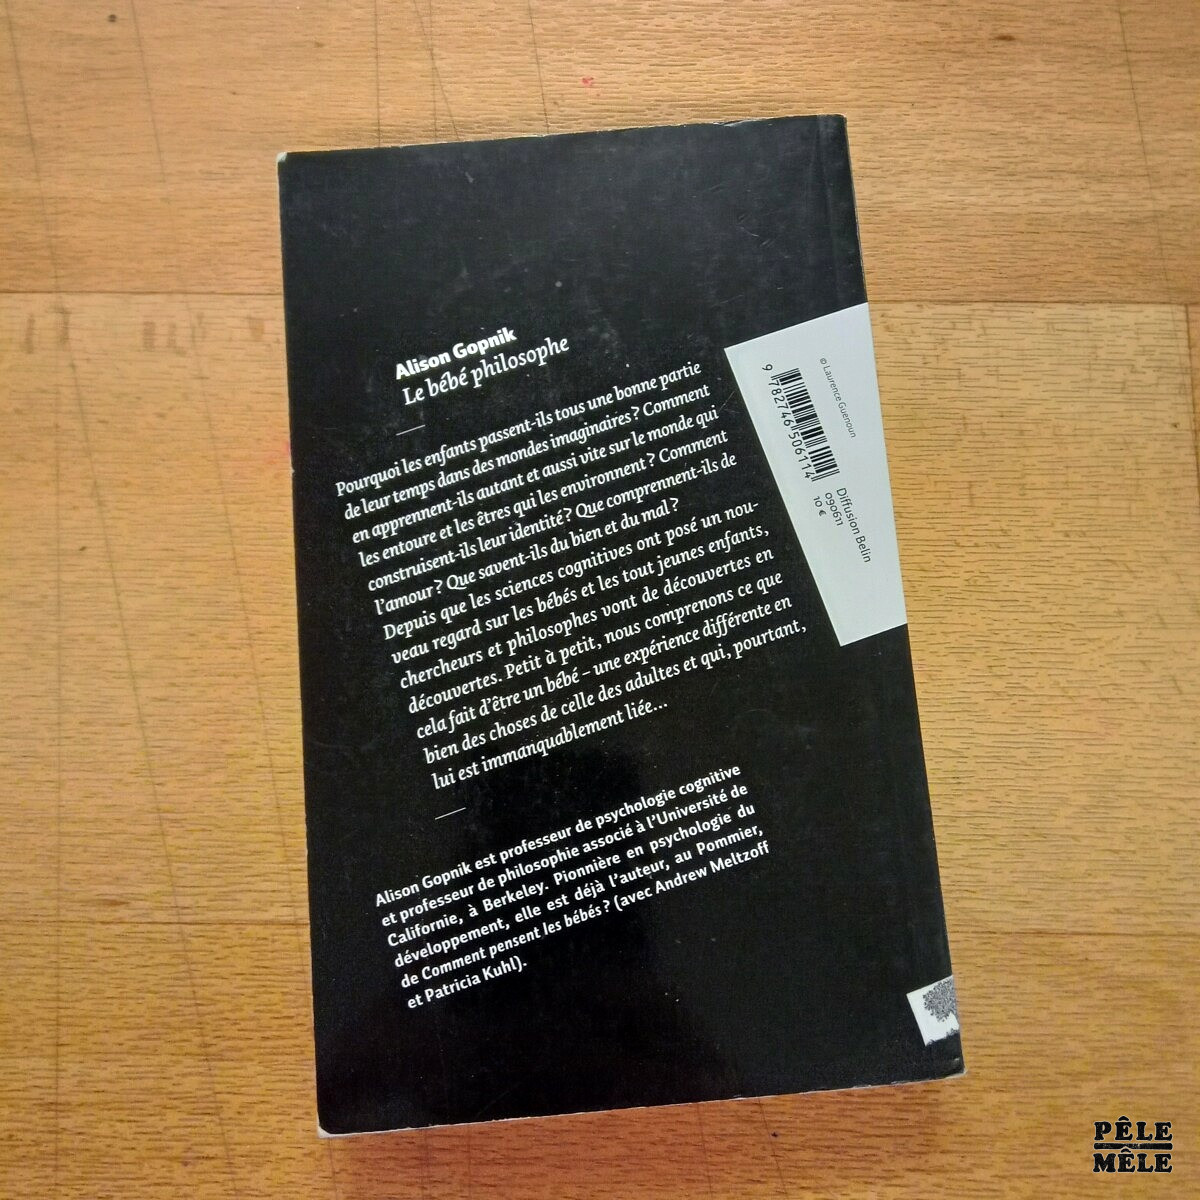 Alison Gopnik
Le bébé philosophe
Pourquoi les enfants passent-ils tous une bonne partie
de leur temps dans des mondes imaginaires ? Comment
en apprennent-ils autant et aussi vite sur le monde qui
les entoure et les êtres qui les environnent ? Comment
construisent-ils leur identité ? Que comprennent-ils de
l'amour ? Que savent-ils du bien et du mal ?
Depuis que les sciences cognitives ont posé un nou-
veau regard sur les bébés et les tout jeunes enfants,
chercheurs et philosophes vont de découvertes en
découvertes. Petit à petit, nous comprenons ce que
cela fait d'être un bébé – une expérience différente en
bien des choses de celle des adultes et qui, pourtant,
lui est immanquablement liée...
Alison Gopnik est professeur de psychologie cognitive
et professeur de philosophie associé à l'Université de
Californie, à Berkeley. Pionnière en psychologie du
développement, elle est déjà l'auteur, au Pommier,
de Comment pensent les bébés ? (avec Andrew Meltzoff
et Patricia Kuhl).
© Laurence Guenoun
9 782746 506114
Diffusion Belin
090611
10 €
PÊLE
MÊLE